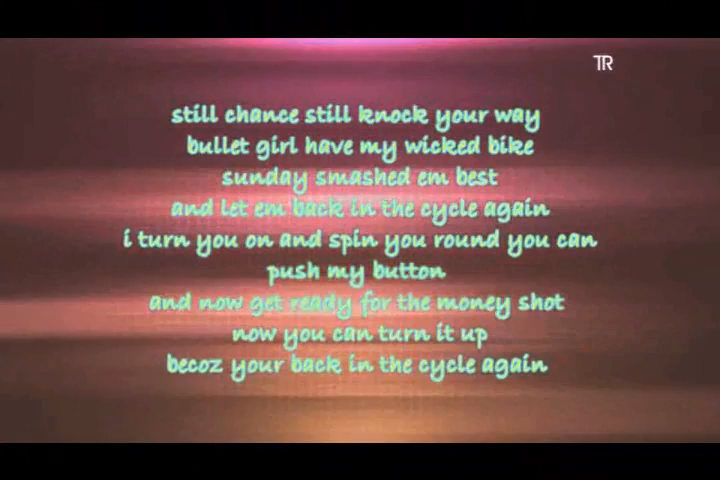 TR
still chance still knock your way
bullet girl have my wicked bike
sunday smashed em best
and let em back in the cycle again
i turn you on and spin you round you can
push my button
and now get ready for the money shot
now you can turn it up
becoz your back in the cycle again